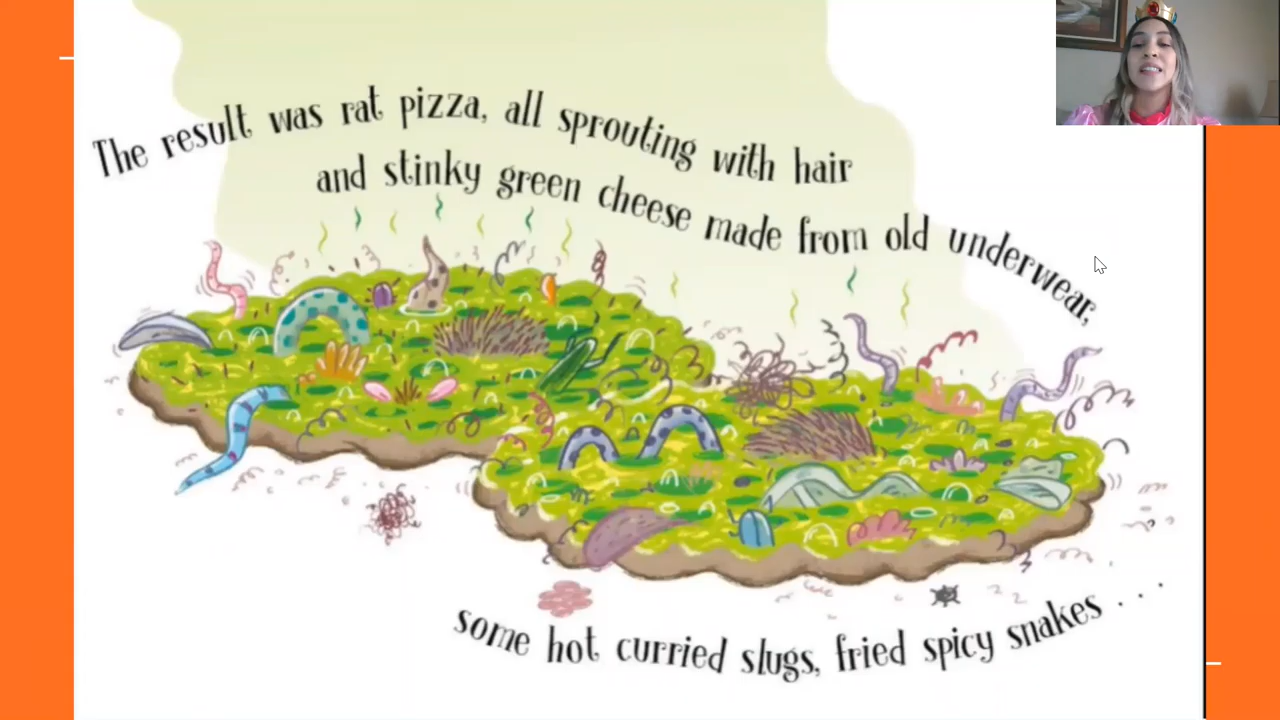 The result was rat pizza, all sprouting with hair
and stinky green cheese made from old underwear,
some hot curried slugs, fried spicy snakes . . .